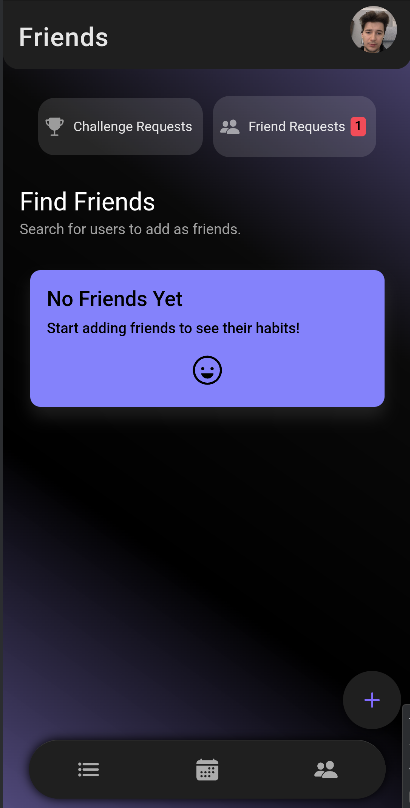 Friends
Challenge Requests
Friend Requests 1
Find Friends
Search for users to add as friends.
No Friends Yet
Start adding friends to see their habits!